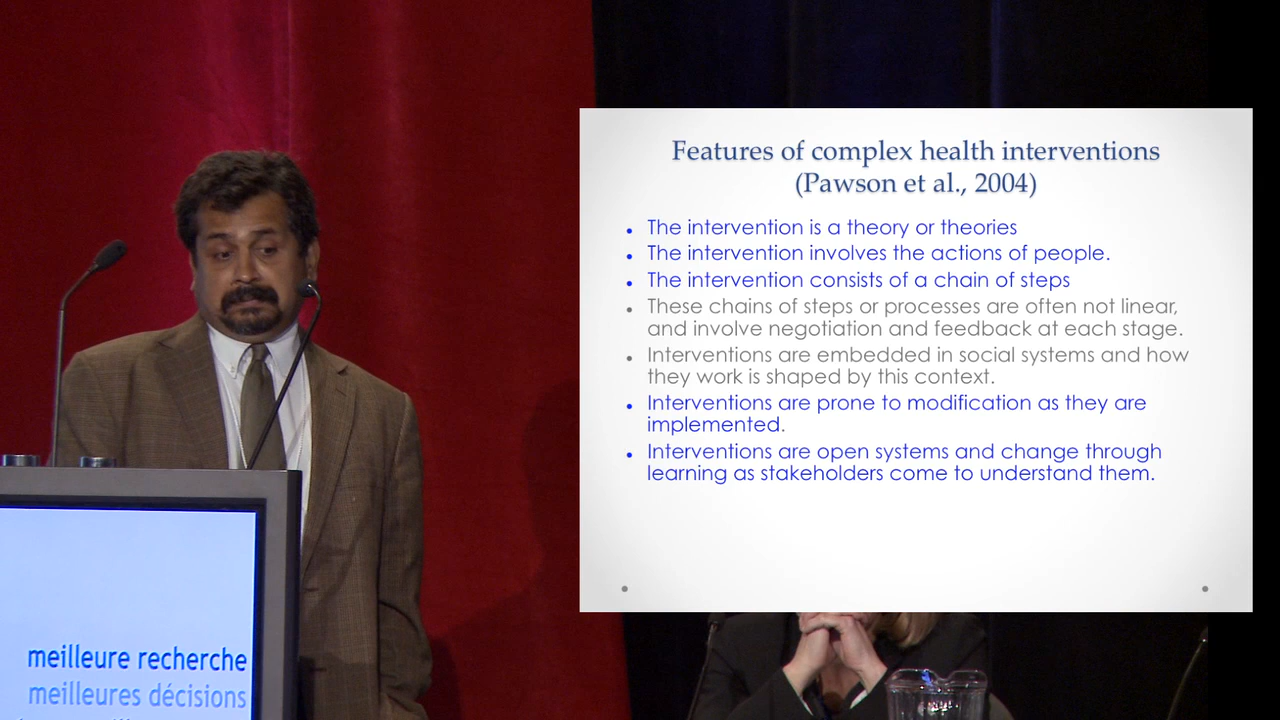 Features of complex health interventions
(Pawson et al., 2004)
• The intervention is a theory or theories
• The intervention involves the actions of people.
• The intervention consists of a chain of steps
• These chains of steps or processes are often not linear,
and involve negotiation and feedback at each stage.
• Interventions are embedded in social systems and how
they work is shaped by this context.
• Interventions are prone to modification as they are
implemented.
• Interventions are open systems and change through
learning as stakeholders come to understand them.
meilleure recherche
meilleures décisions